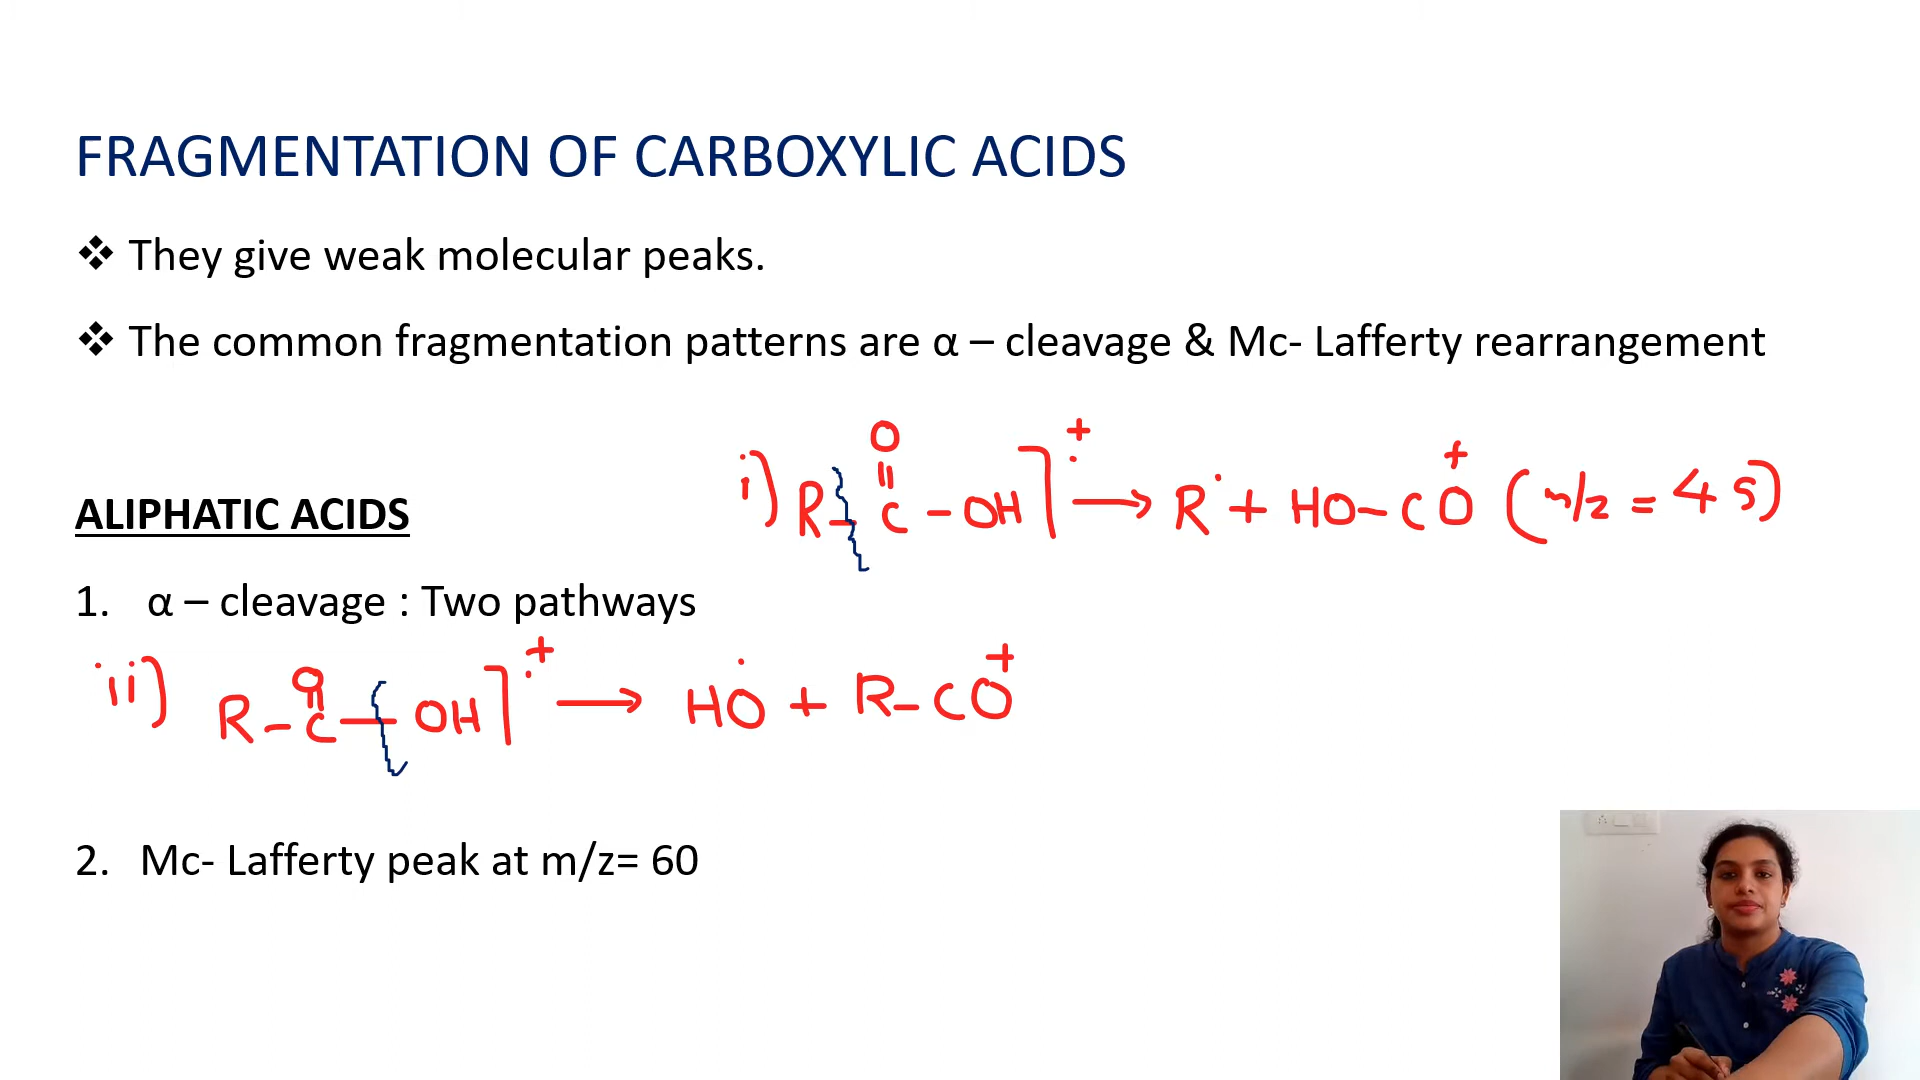 FRAGMENTATION OF CARBOXYLIC ACIDS
❖ They give weak molecular peaks.
❖ The common fragmentation patterns are α – cleavage & Mc- Lafferty rearrangement
O
i) R – C – OH]+. → R· + HO–CO+ (m/z = 45)
ALIPHATIC ACIDS
1. α – cleavage : Two pathways
O
ii) R – C – OH]+. → HO· + R–CO+
2. Mc- Lafferty peak at m/z= 60